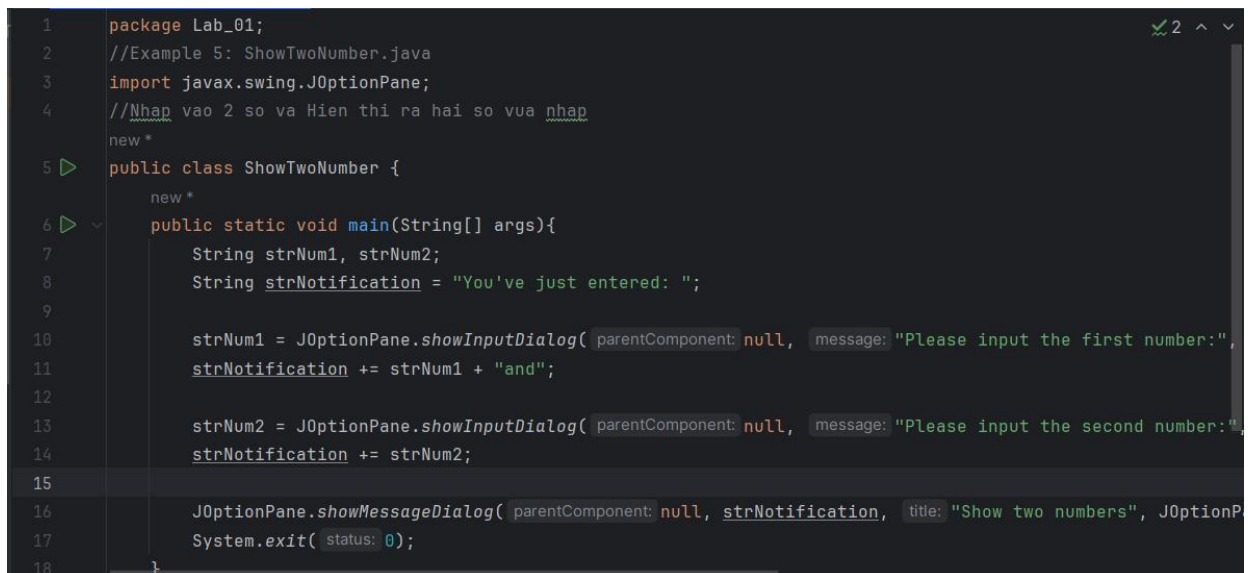 2
1 package Lab_01;
2 //Example 5: ShowTwoNumber.java
3 import javax.swing.JOptionPane;
4 //Nhap vao 2 so va Hien thi ra hai so vua nhap
new *
5 public class ShowTwoNumber {
new *
6 public static void main(String[] args){
7 String strNum1, strNum2;
8 String strNotification = "You've just entered: ";
9
10 strNum1 = JOptionPane.showInputDialog( parentComponent: null, message: "Please input the first number:",
11 strNotification += strNum1 + "and";
12
13 strNum2 = JOptionPane.showInputDialog( parentComponent: null, message: "Please input the second number:",
14 strNotification += strNum2;
15
16 JOptionPane.showMessageDialog( parentComponent: null, strNotification, title: "Show two numbers", JOptionPa
17 System.exit( status: 0);
18 }